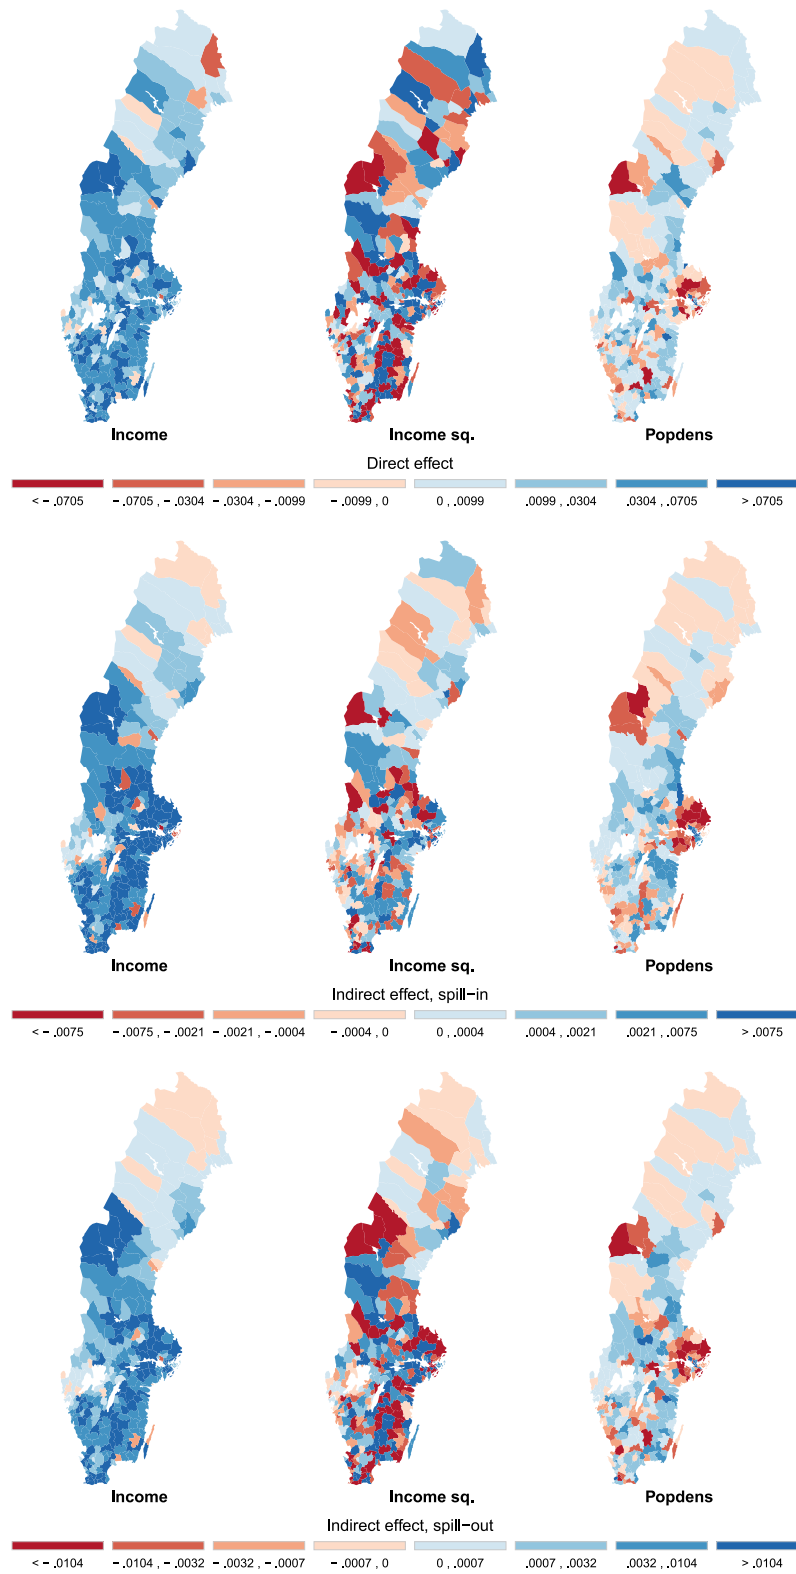 Income Income sq. Popdens
Direct effect
< − .0705 − .0705 , − .0304 − .0304 , − .0099 − .0099 , 0 0 , .0099 .0099 , .0304 .0304 , .0705 > .0705
Income Income sq. Popdens
Indirect effect, spill−in
< − .0075 − .0075 , − .0021 − .0021 , − .0004 − .0004 , 0 0 , .0004 .0004 , .0021 .0021 , .0075 > .0075
Income Income sq. Popdens
Indirect effect, spill−out
< − .0104 − .0104 , − .0032 − .0032 , − .0007 − .0007 , 0 0 , .0007 .0007 , .0032 .0032 , .0104 > .0104